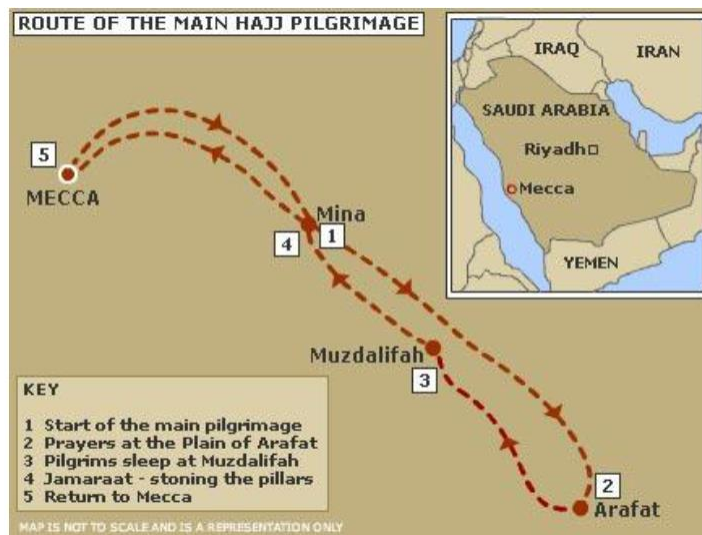 ROUTE OF THE MAIN HAJJ PILGRIMAGE
IRAQ
IRAN
SAUDI ARABIA
Riyadh
Mecca
YEMEN
5
MECCA
Mina
4
1
Muzdalifah
3
2
Arafat
KEY
1 Start of the main pilgrimage
2 Prayers at the Plain of Arafat
3 Pilgrims sleep at Muzdalifah
4 Jamaraat - stoning the pillars
5 Return to Mecca
MAP IS NOT TO SCALE AND IS A REPRESENTATION ONLY